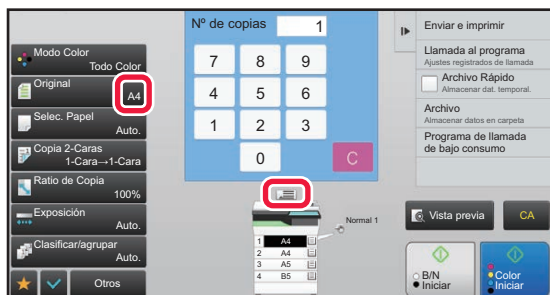 Modo Color
Todo Color
Original
A4
Selec. Papel
Auto.
Copia 2-Caras
1-Cara→1-Cara
Ratio de Copia
100%
Exposición
Auto.
Clasificar/agrupar
Auto.
Otros
Nº de copias 1
7 8 9
4 5 6
1 2 3
0 C
Normal 1
1 A4
2 A4
3 A5
4 B5
Enviar e imprimir
Llamada al programa
Ajustes registrados de llamada
Archivo Rápido
Almacenar dat. temporal.
Archivo
Almacenar datos en carpeta
Programa de llamada
de bajo consumo
Vista previa
CA
B/N
Iniciar
Color
Iniciar